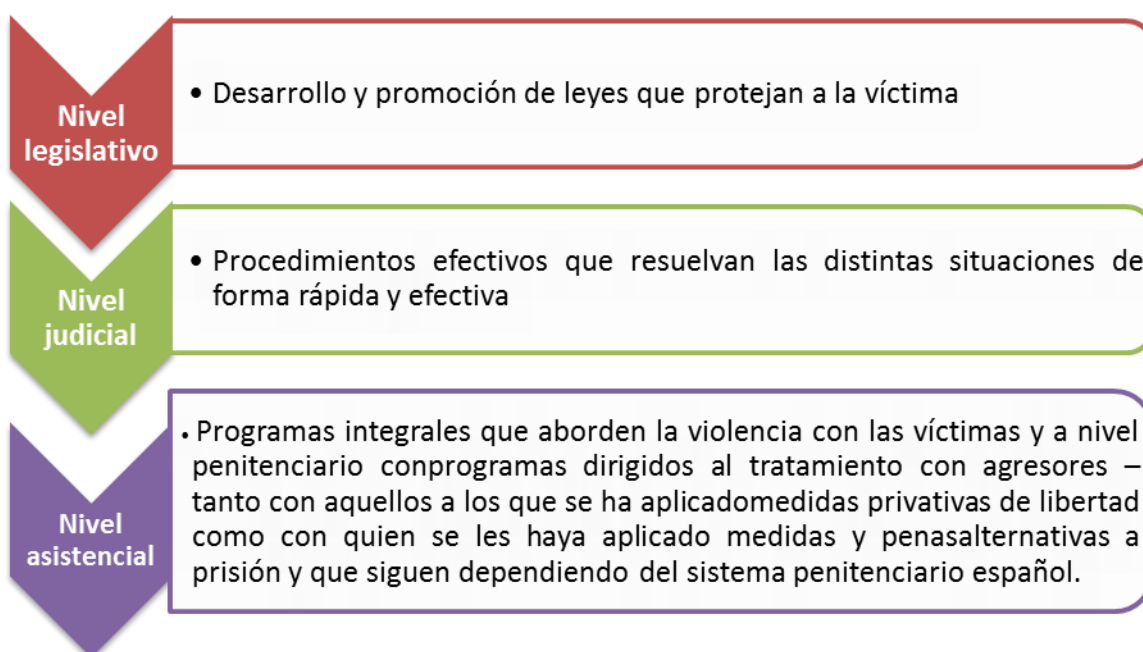 Nivel
legislativo
• Desarrollo y promoción de leyes que protejan a la víctima
Nivel
judicial
• Procedimientos efectivos que resuelvan las distintas situaciones de
forma rápida y efectiva
Nivel
asistencial
• Programas integrales que aborden la violencia con las víctimas y a nivel
penitenciario conprogramas dirigidos al tratamiento con agresores –
tanto con aquellos a los que se ha aplicadomedidas privativas de libertad
como con quien se les haya aplicado medidas y penasalternativas a
prisión y que siguen dependiendo del sistema penitenciario español.